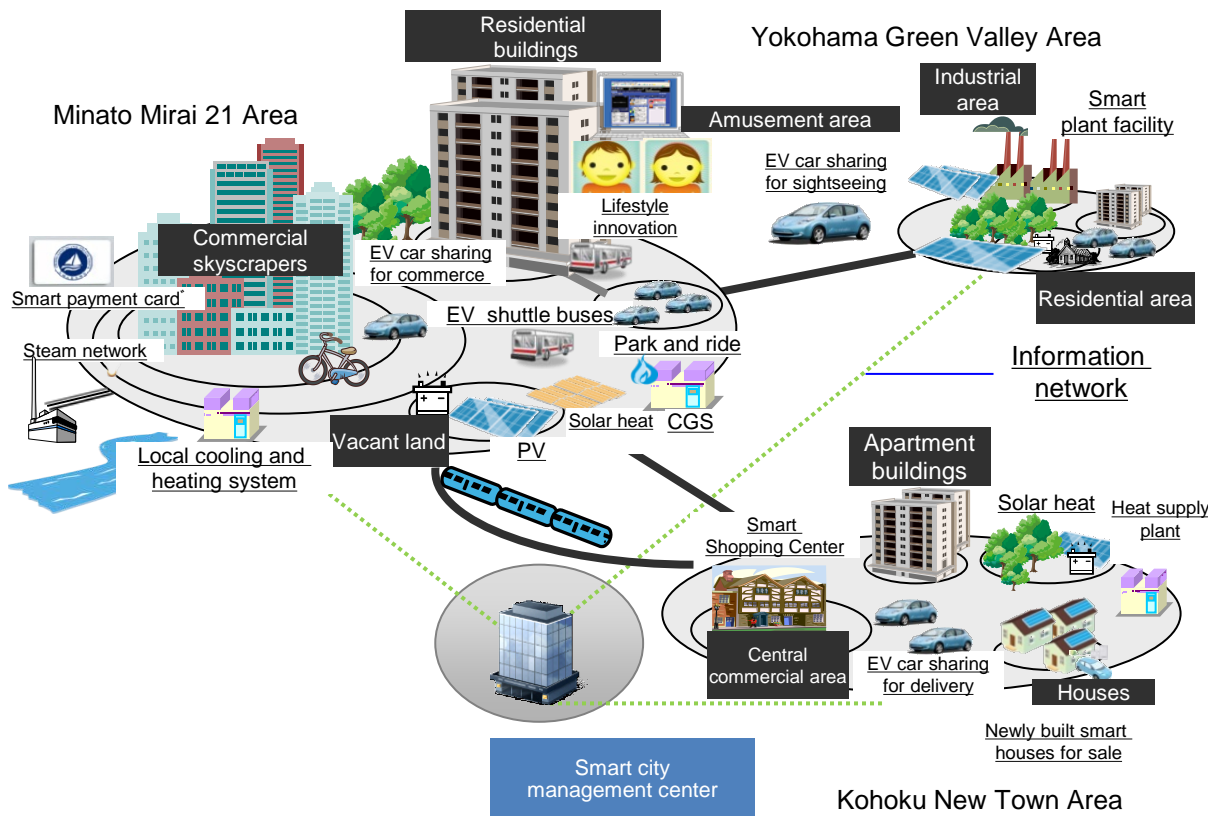 Residential
buildings
Yokohama Green Valley Area
Industrial
area
Smart
plant facility
Minato Mirai 21 Area
Amusement area
EV car sharing
for sightseeing
Lifestyle
innovation
Commercial
skyscrapers
EV car sharing
for commerce
Smart payment card*
Residential area
EV shuttle buses
Park and ride
Steam network
Information
network
Solar heat
CGS
Vacant land
PV
Local cooling and
heating system
Apartment
buildings
Solar heat
Heat supply
plant
Smart
Shopping Center
Central
commercial area
EV car sharing
for delivery
Houses
Newly built smart
houses for sale
Smart city
management center
Kohoku New Town Area